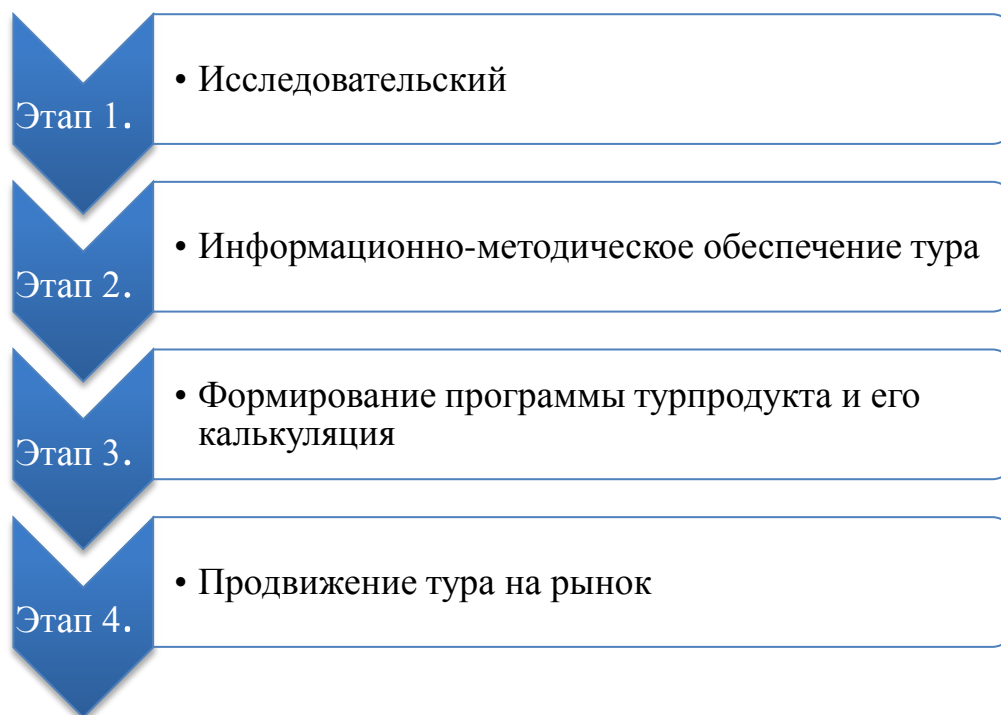 Этап 1.
• Исследовательский
Этап 2.
• Информационно-методическое обеспечение тура
Этап 3.
• Формирование программы турпродукта и его
калькуляция
Этап 4.
• Продвижение тура на рынок